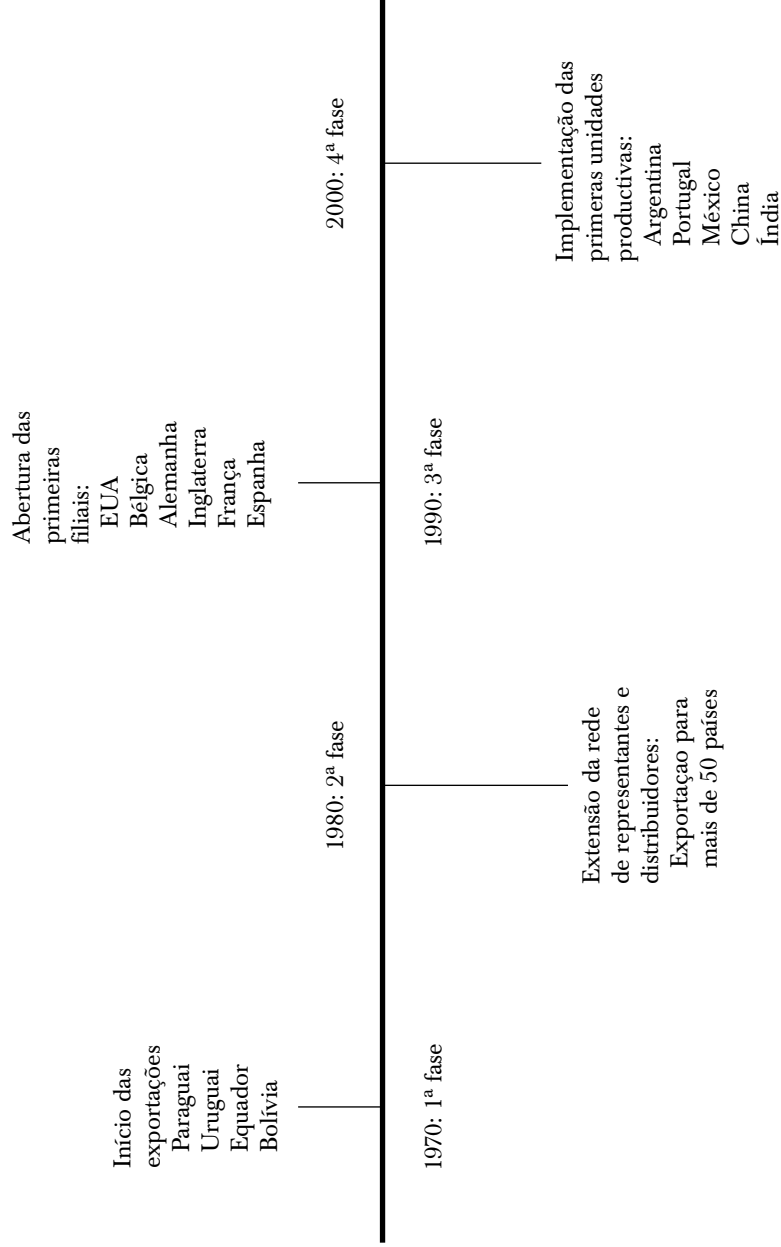 Início das
exportações
Paraguai
Uruguai
Equador
Bolívia
1970: 1ª fase
1980: 2ª fase
Extensão da rede
de representantes e
distribuidores:
Exportaçao para
mais de 50 países
Abertura das
primeiras
filiais:
EUA
Bélgica
Alemanha
Inglaterra
França
Espanha
1990: 3ª fase
2000: 4ª fase
Implementação das
primeras unidades
productivas:
Argentina
Portugal
México
China
Índia